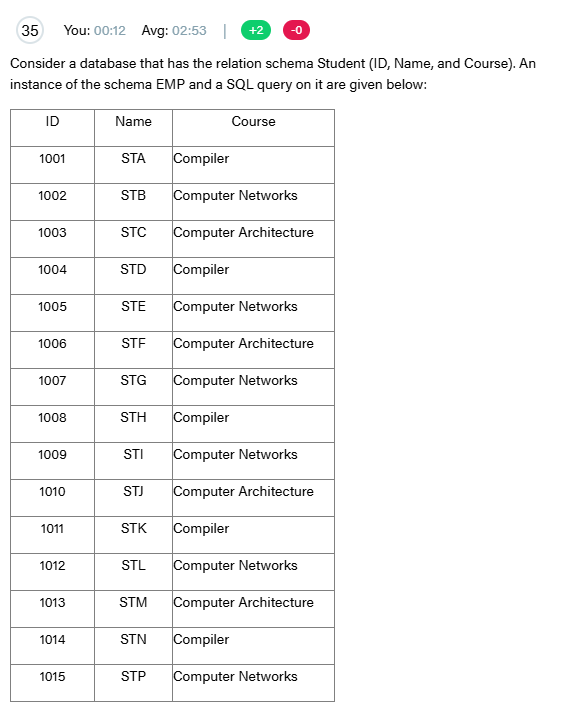 35 You: 00:12 Avg: 02:53 | +2 -0
Consider a database that has the relation schema Student (ID, Name, and Course). An
instance of the schema EMP and a SQL query on it are given below:
ID Name Course
1001 STA Compiler
1002 STB Computer Networks
1003 STC Computer Architecture
1004 STD Compiler
1005 STE Computer Networks
1006 STF Computer Architecture
1007 STG Computer Networks
1008 STH Compiler
1009 STI Computer Networks
1010 STJ Computer Architecture
1011 STK Compiler
1012 STL Computer Networks
1013 STM Computer Architecture
1014 STN Compiler
1015 STP Computer Networks